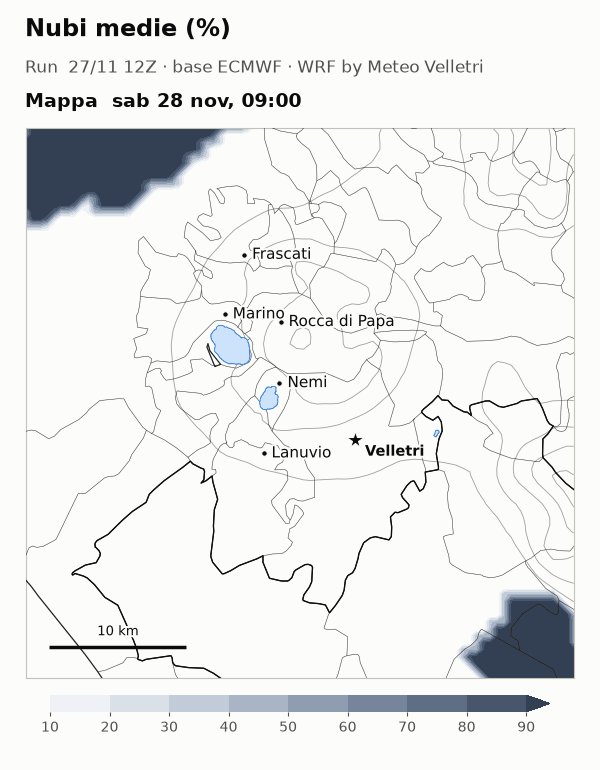 Nubi medie (%)
Run  27/11 12Z · base ECMWF · WRF by Meteo Velletri
Mappa  sab 28 nov, 09:00
Frascati
Marino
Rocca di Papa
Nemi
Velletri
Lanuvio
10 km
10 20 30 40 50 60 70 80 90